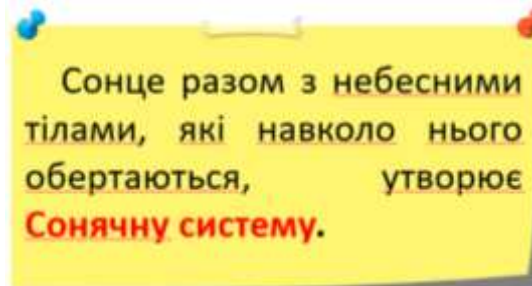 Сонце разом з небесними
тілами, які навколо нього
обертаються, утворює
Сонячну систему.